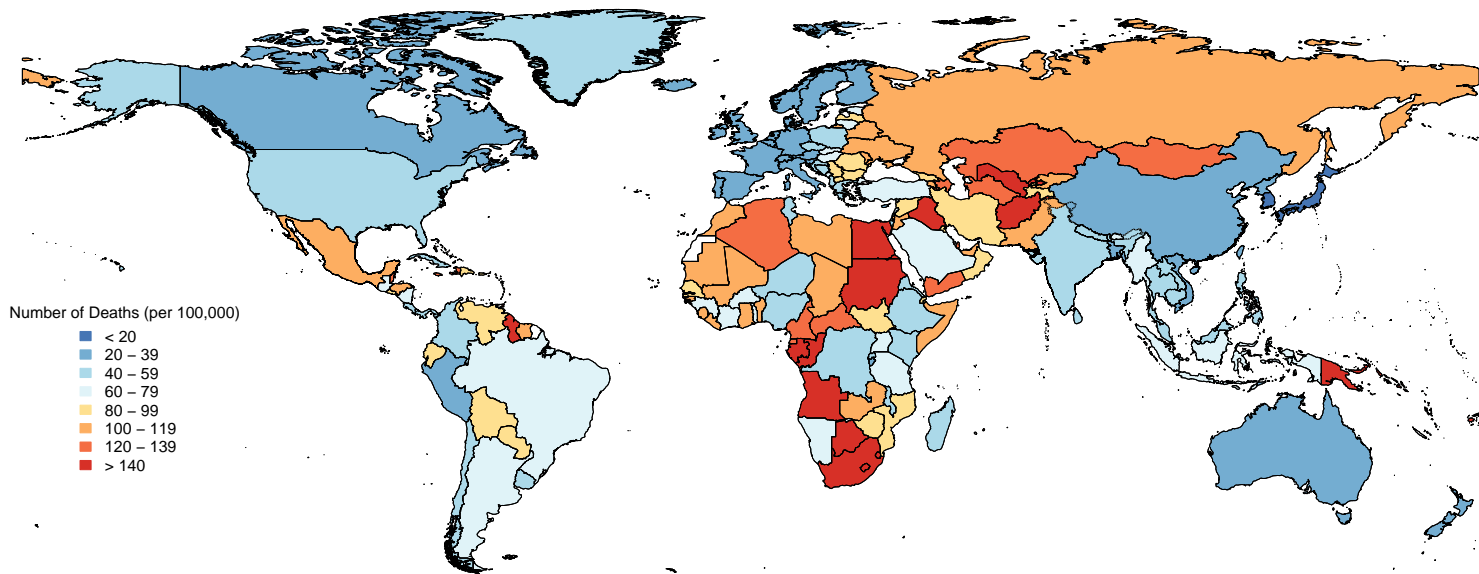 Number of Deaths (per 100,000)
< 20
20 – 39
40 – 59
60 – 79
80 – 99
100 – 119
120 – 139
> 140